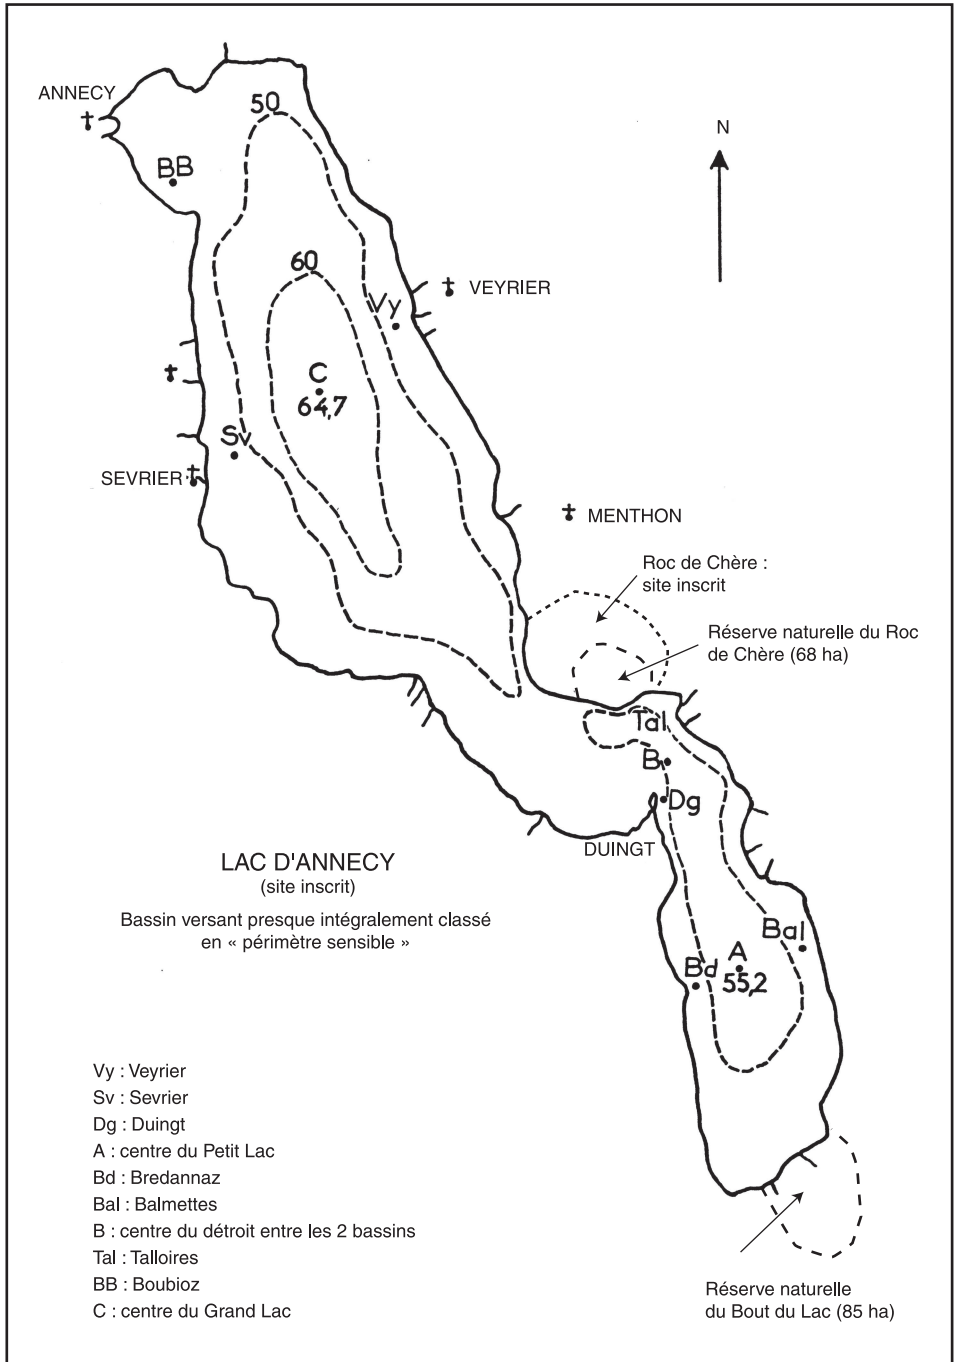 ANNECY
50
BB
N
60
VEYRIER
Vy
C
64,7
Sv
SEVRIER
MENTHON
Roc de Chère :
site inscrit
Réserve naturelle du Roc
de Chère (68 ha)
Tal
B
Dg
DUINGT
LAC D'ANNECY
(site inscrit)
Bassin versant presque intégralement classé
en « périmètre sensible »
Bal
A
Bd
55,2
Vy : Veyrier
Sv : Sevrier
Dg : Duingt
A : centre du Petit Lac
Bd : Bredannaz
Bal : Balmettes
B : centre du détroit entre les 2 bassins
Tal : Talloires
BB : Boubioz
C : centre du Grand Lac
Réserve naturelle
du Bout du Lac (85 ha)